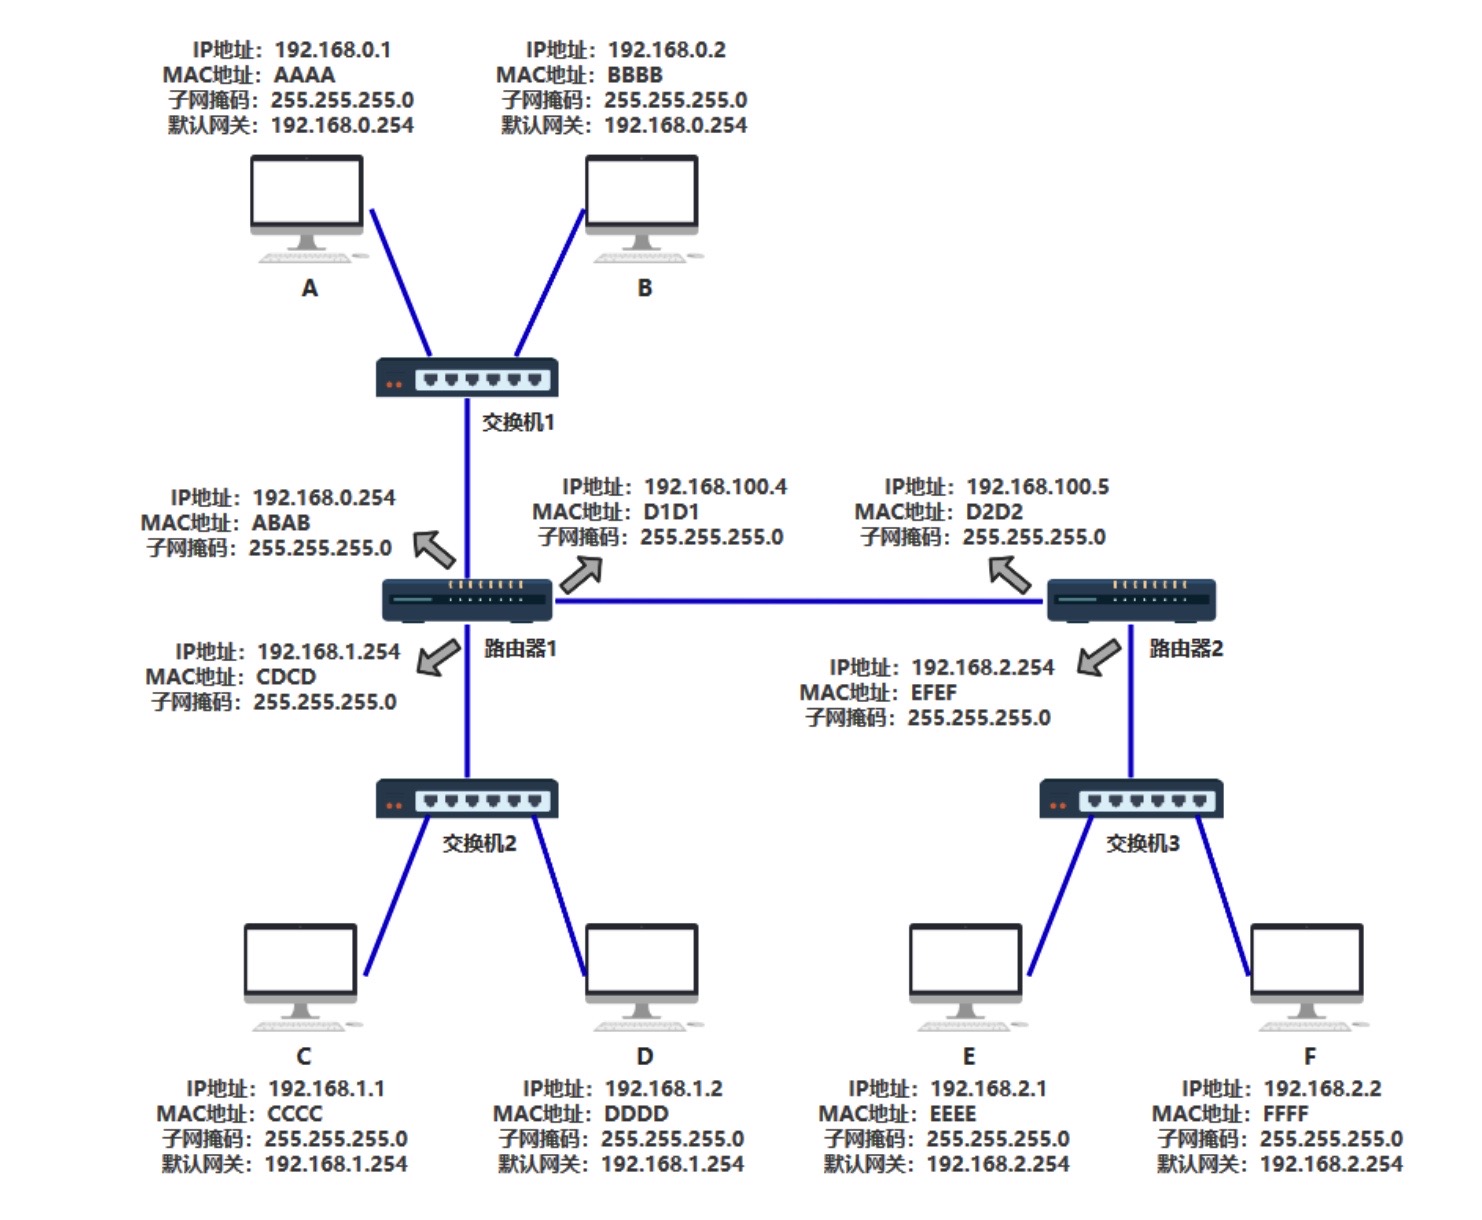 IP地址：192.168.0.1
MAC地址：AAAA
子网掩码：255.255.255.0
默认网关：192.168.0.254
IP地址：192.168.0.2
MAC地址：BBBB
子网掩码：255.255.255.0
默认网关：192.168.0.254
A
B
交换机1
IP地址：192.168.0.254
MAC地址：ABAB
子网掩码：255.255.255.0
IP地址：192.168.100.4
MAC地址：D1D1
子网掩码：255.255.255.0
IP地址：192.168.100.5
MAC地址：D2D2
子网掩码：255.255.255.0
路由器1
路由器2
IP地址：192.168.1.254
MAC地址：CDCD
子网掩码：255.255.255.0
IP地址：192.168.2.254
MAC地址：EFEF
子网掩码：255.255.255.0
交换机2
交换机3
C
IP地址：192.168.1.1
MAC地址：CCCC
子网掩码：255.255.255.0
默认网关：192.168.1.254
D
IP地址：192.168.1.2
MAC地址：DDDD
子网掩码：255.255.255.0
默认网关：192.168.1.254
E
IP地址：192.168.2.1
MAC地址：EEEE
子网掩码：255.255.255.0
默认网关：192.168.2.254
F
IP地址：192.168.2.2
MAC地址：FFFF
子网掩码：255.255.255.0
默认网关：192.168.2.254